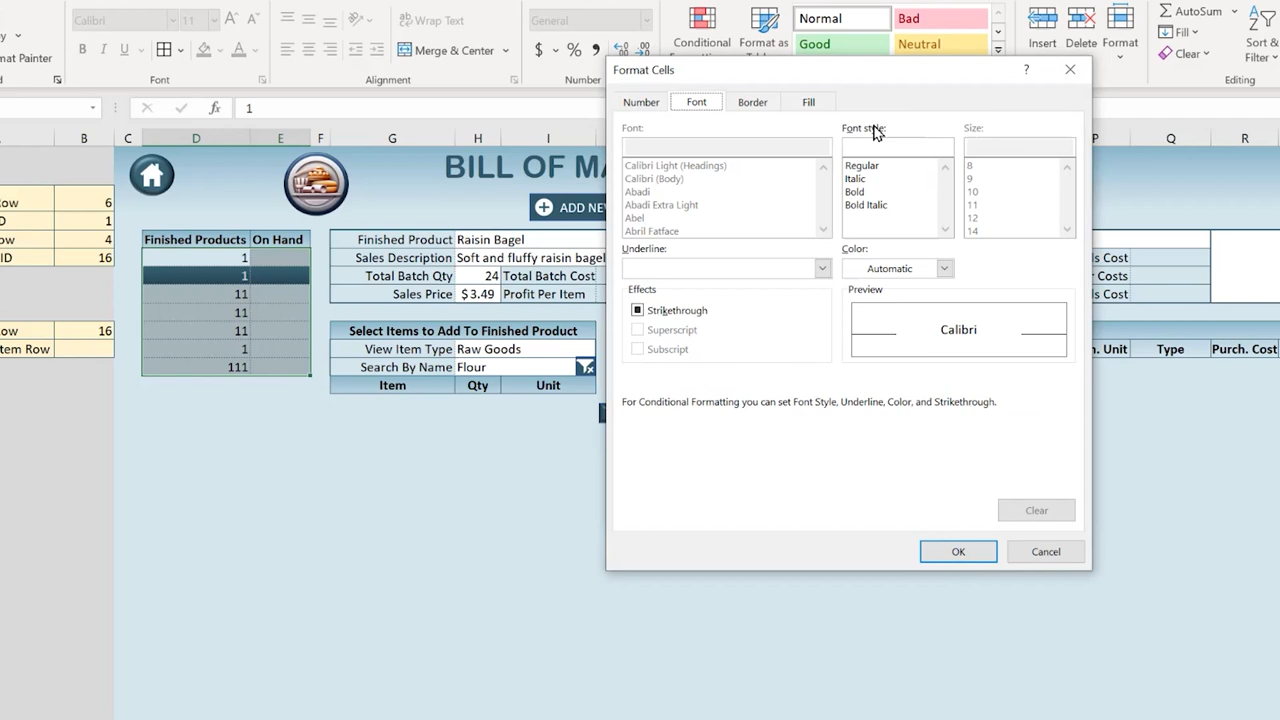 Calibri 11 A A Wrap Text General Normal Bad AutoSum
B I U A Merge & Center $ % , Conditional Format as Good Neutral Insert Delete Format Fill Sort &
mat Painter Clear Filter
Font Alignment Number Editing
fx 1
Format Cells ?
Number Font Border Fill
B C D E F G H I P Q R
BILL OF MA
ADD NEW
Row 6
D 1
ow 4
ID 16
Row 16
tem Row
Finished Products On Hand
1
1
11
11
1
111
Finished Product Raisin Bagel
Sales Description Soft and fluffy raisin bagel
Total Batch Qty 24 Total Batch Cost
Sales Price $ 3.49 Profit Per Item
Select Items to Add To Finished Product
View Item Type Raw Goods
Search By Name Flour
Item Qty Unit
Font: Font style: Size:
Calibri Light (Headings) Regular 8
Calibri (Body) Italic 9
Abadi Bold 10
Abadi Extra Light Bold Italic 11
Abel 12
Abril Fatface 14
Underline: Color:
Automatic
Effects Preview
Strikethrough
Superscript
Subscript
Calibri
For Conditional Formatting you can set Font Style, Underline, Color, and Strikethrough.
Clear
OK Cancel
s Cost
r Costs
s Cost
h. Unit Type Purch. Cost